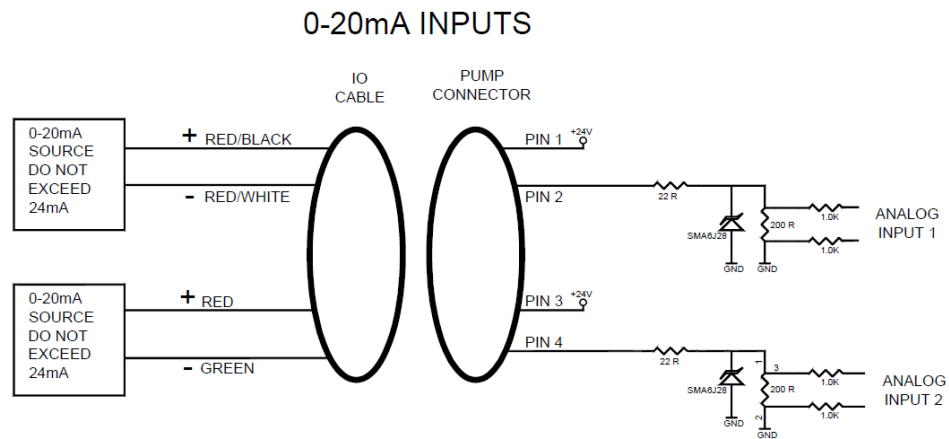 0-20mA INPUTS
IO
CABLE
PUMP
CONNECTOR
0-20mA
SOURCE
DO NOT
EXCEED
24mA
+ RED/BLACK
- RED/WHITE
PIN 1
+24V
PIN 2
22 R
SMA6J28
GND
200 R
GND
1.0K
1.0K
ANALOG
INPUT 1
0-20mA
SOURCE
DO NOT
EXCEED
24mA
+ RED
- GREEN
PIN 3
+24V
PIN 4
22 R
SMA6J28
GND
1
3
200 R
2
GND
1.0K
1.0K
ANALOG
INPUT 2